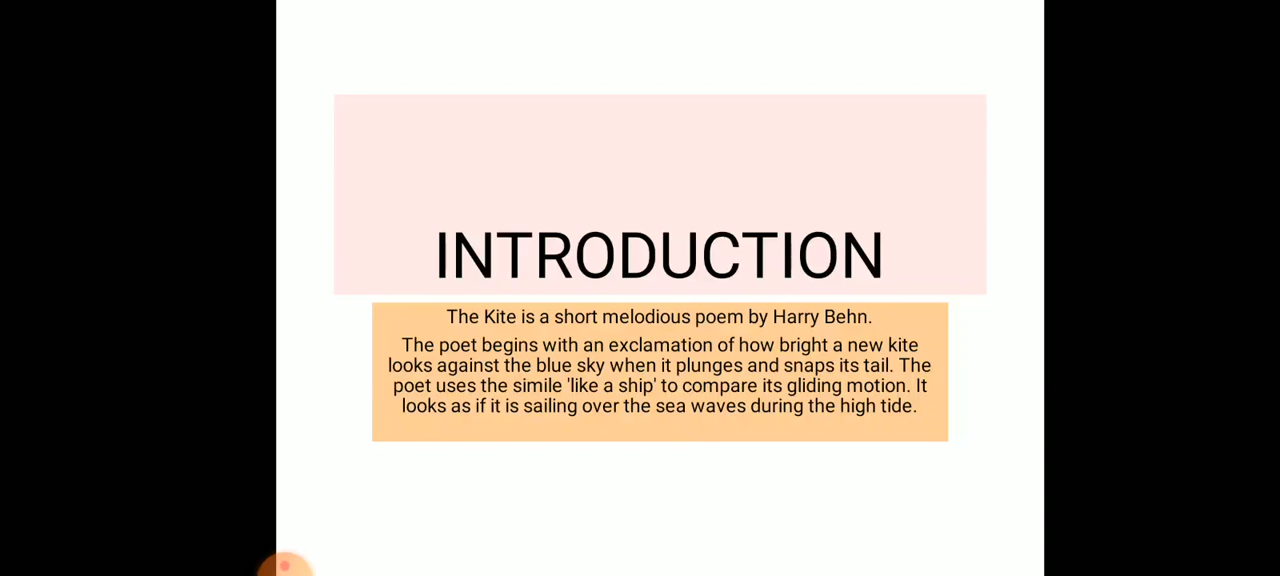 INTRODUCTION
The Kite is a short melodious poem by Harry Behn.
The poet begins with an exclamation of how bright a new kite
looks against the blue sky when it plunges and snaps its tail. The
poet uses the simile 'like a ship' to compare its gliding motion. It
looks as if it is sailing over the sea waves during the high tide.